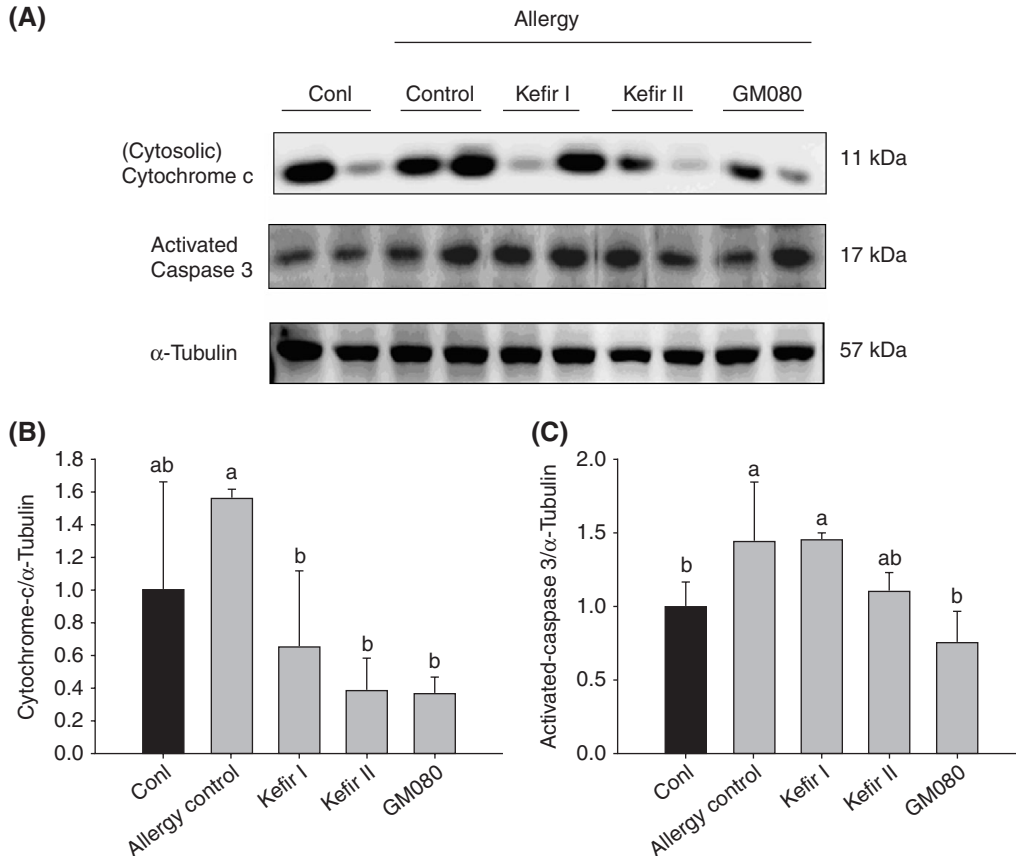 (A)
Allergy
Conl Control Kefir I Kefir II GM080
(Cytosolic)
Cytochrome c
11 kDa
Activated
Caspase 3
17 kDa
α-Tubulin
57 kDa
(B)
Cytochrome-c/α-Tubulin
1.8
1.6
1.4
1.2
1.0
0.8
0.6
0.4
0.2
0.0
ab
a
b
b
b
Conl
Allergy control
Kefir I
Kefir II
GM080
(C)
Activated-caspase 3/α-Tubulin
2.0
1.5
1.0
0.5
0.0
b
a
a
ab
b
Conl
Allergy control
Kefir I
Kefir II
GM080